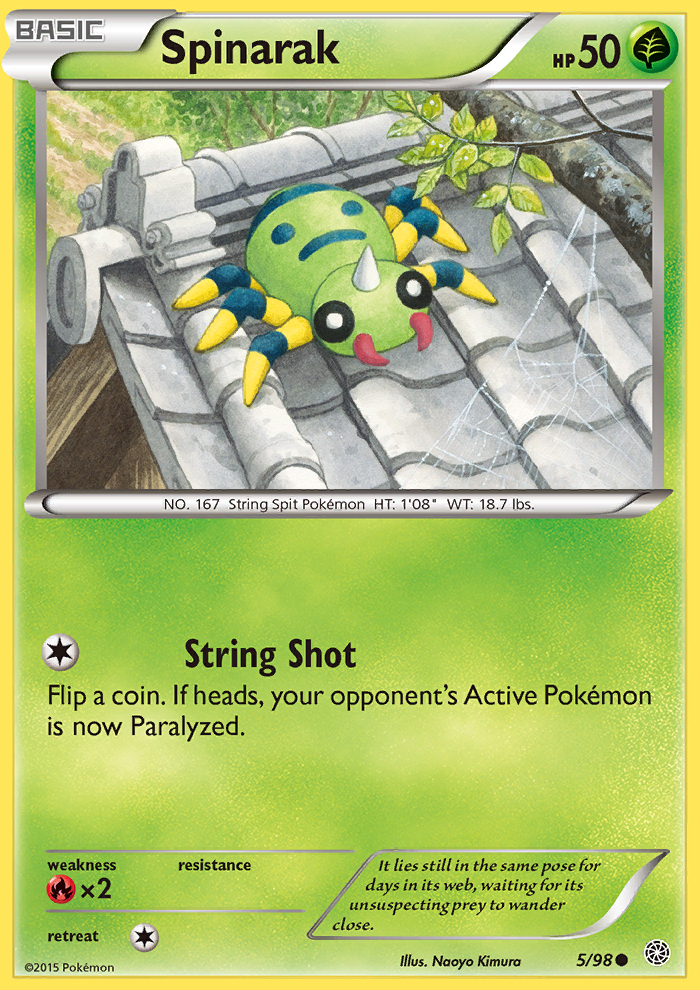 BASIC
Spinarak
HP50
NO. 167 String Spit Pokémon HT: 1'08" WT: 18.7 lbs.
String Shot
Flip a coin. If heads, your opponent's Active Pokémon
is now Paralyzed.
weakness
resistance
×2
retreat
It lies still in the same pose for
days in its web, waiting for its
unsuspecting prey to wander
close.
©2015 Pokémon
Illus. Naoyo Kimura
5/98